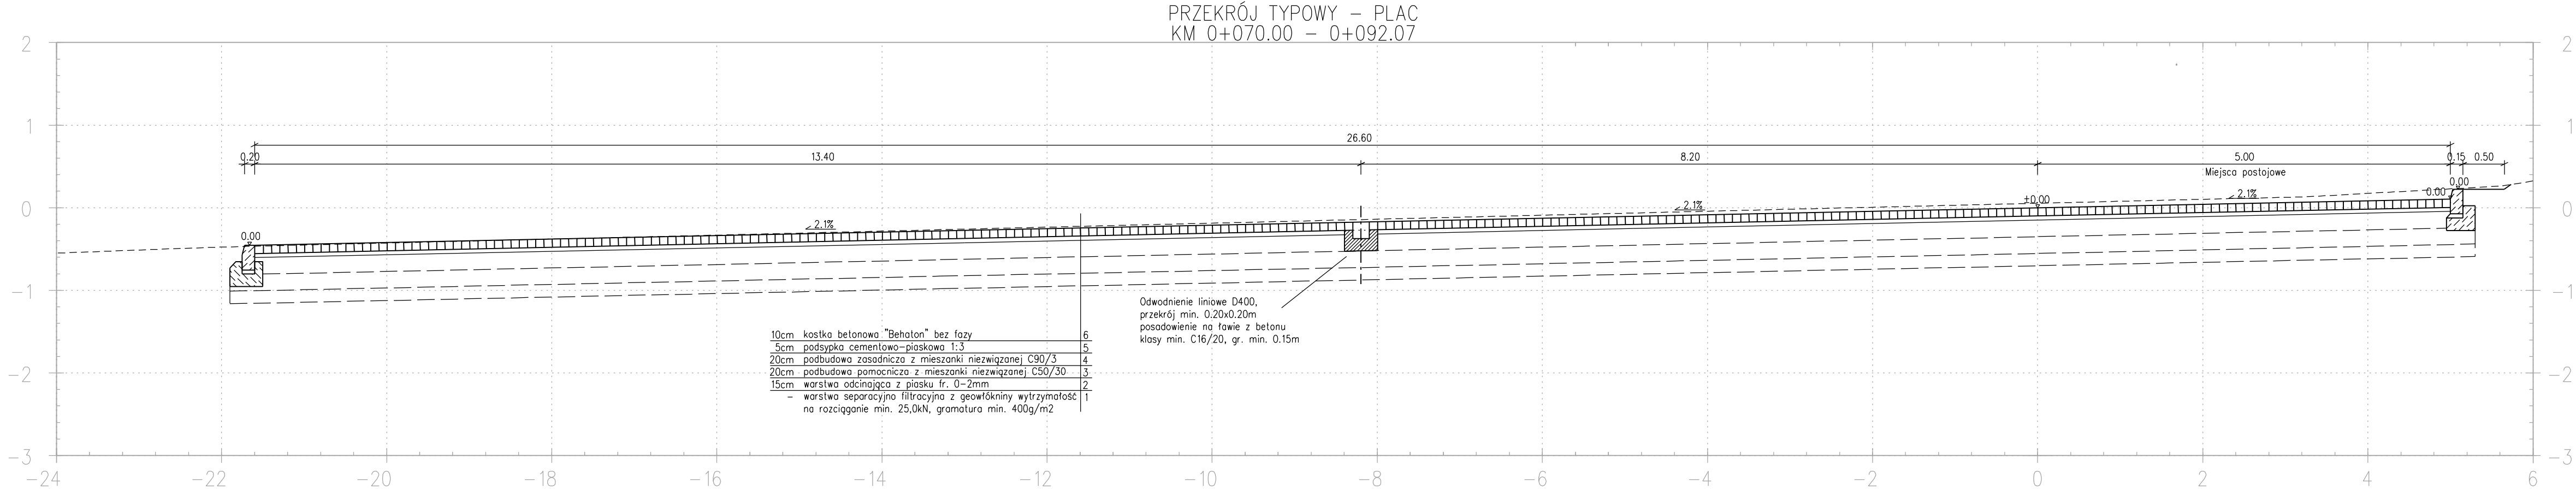 PRZEKRÓJ TYPOWY – PLAC
KM 0+070.00 – 0+092.07
2
2
1
1
0
0
-1
-1
-2
-2
-3
-3
26.60
0.20
13.40
8.20
5.00
0.15
0.50
Miejsca postojowe
0.00
2.1%
2.1%
±0.00
2.1%
0.00
0.00
Odwodnienie liniowe D400,
przekrój min. 0.20x0.20m
posadowienie na ławie z betonu
klasy min. C16/20, gr. min. 0.15m
10cm kostka betonowa "Behaton" bez fazy 6
5cm podsypka cementowo-piaskowa 1:3 5
20cm podbudowa zasadnicza z mieszanki niezwiązanej C90/3 4
20cm podbudowa pomocnicza z mieszanki niezwiązanej C50/30 3
15cm warstwa odcinająca z piasku fr. 0-2mm 2
- warstwa separacyjno filtracyjna z geowłókniny wytrzymałość 1
na rozciąganie min. 25,0kN, gramatura min. 400g/m2
-24 -22 -20 -18 -16 -14 -12 -10 -8 -6 -4 -2 0 2 4 6